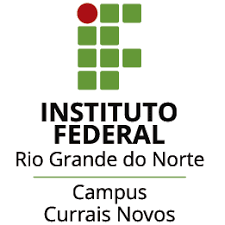 INSTITUTO
FEDERAL
Rio Grande do Norte
Campus
Currais Novos